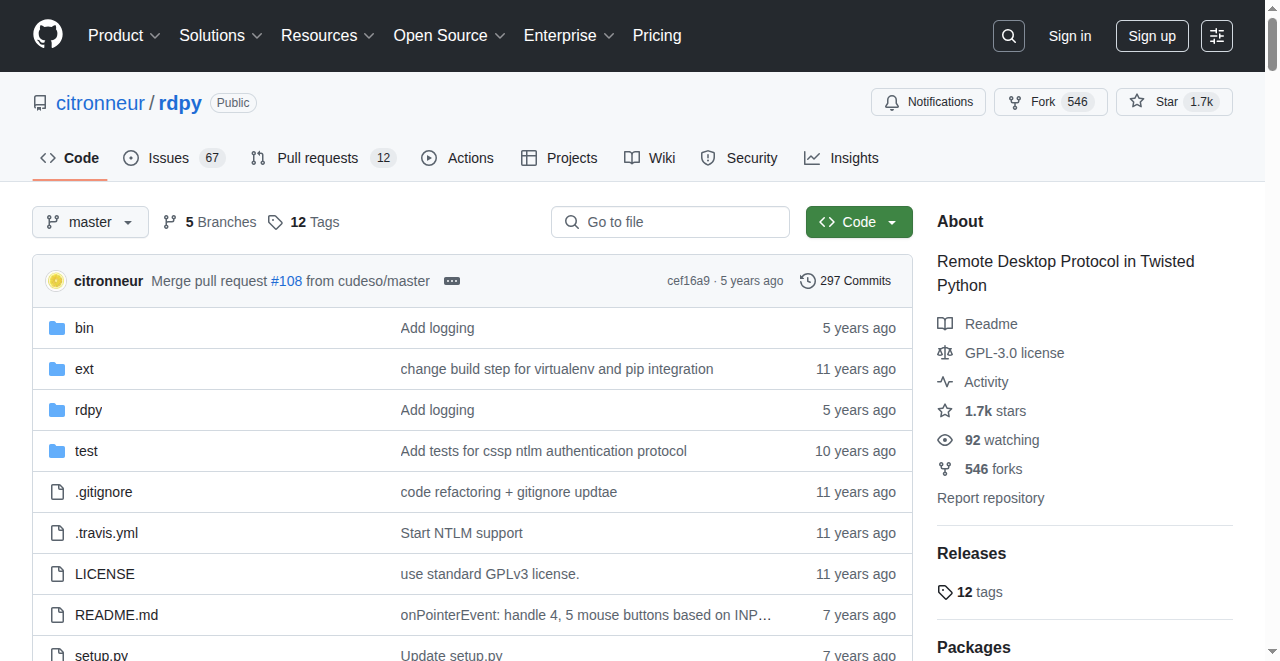 Product Solutions Resources Open Source Enterprise Pricing Sign in Sign up
citronneur / rdpy Public Notifications Fork 546 Star 1.7k
Code Issues 67 Pull requests 12 Actions Projects Wiki Security Insights
master 5 Branches 12 Tags Go to file Code
citronneur Merge pull request #108 from cudeso/master cef16a9 · 5 years ago 297 Commits
bin Add logging 5 years ago
ext change build step for virtualenv and pip integration 11 years ago
rdpy Add logging 5 years ago
test Add tests for cssp ntlm authentication protocol 10 years ago
.gitignore code refactoring + gitignore updtae 11 years ago
.travis.yml Start NTLM support 11 years ago
LICENSE use standard GPLv3 license. 11 years ago
README.md onPointerEvent: handle 4, 5 mouse buttons based on INP… 7 years ago
setup.py Update setup.py 7 years ago
About
Remote Desktop Protocol in Twisted
Python
Readme
GPL-3.0 license
Activity
1.7k stars
92 watching
546 forks
Report repository
Releases
12 tags
Packages